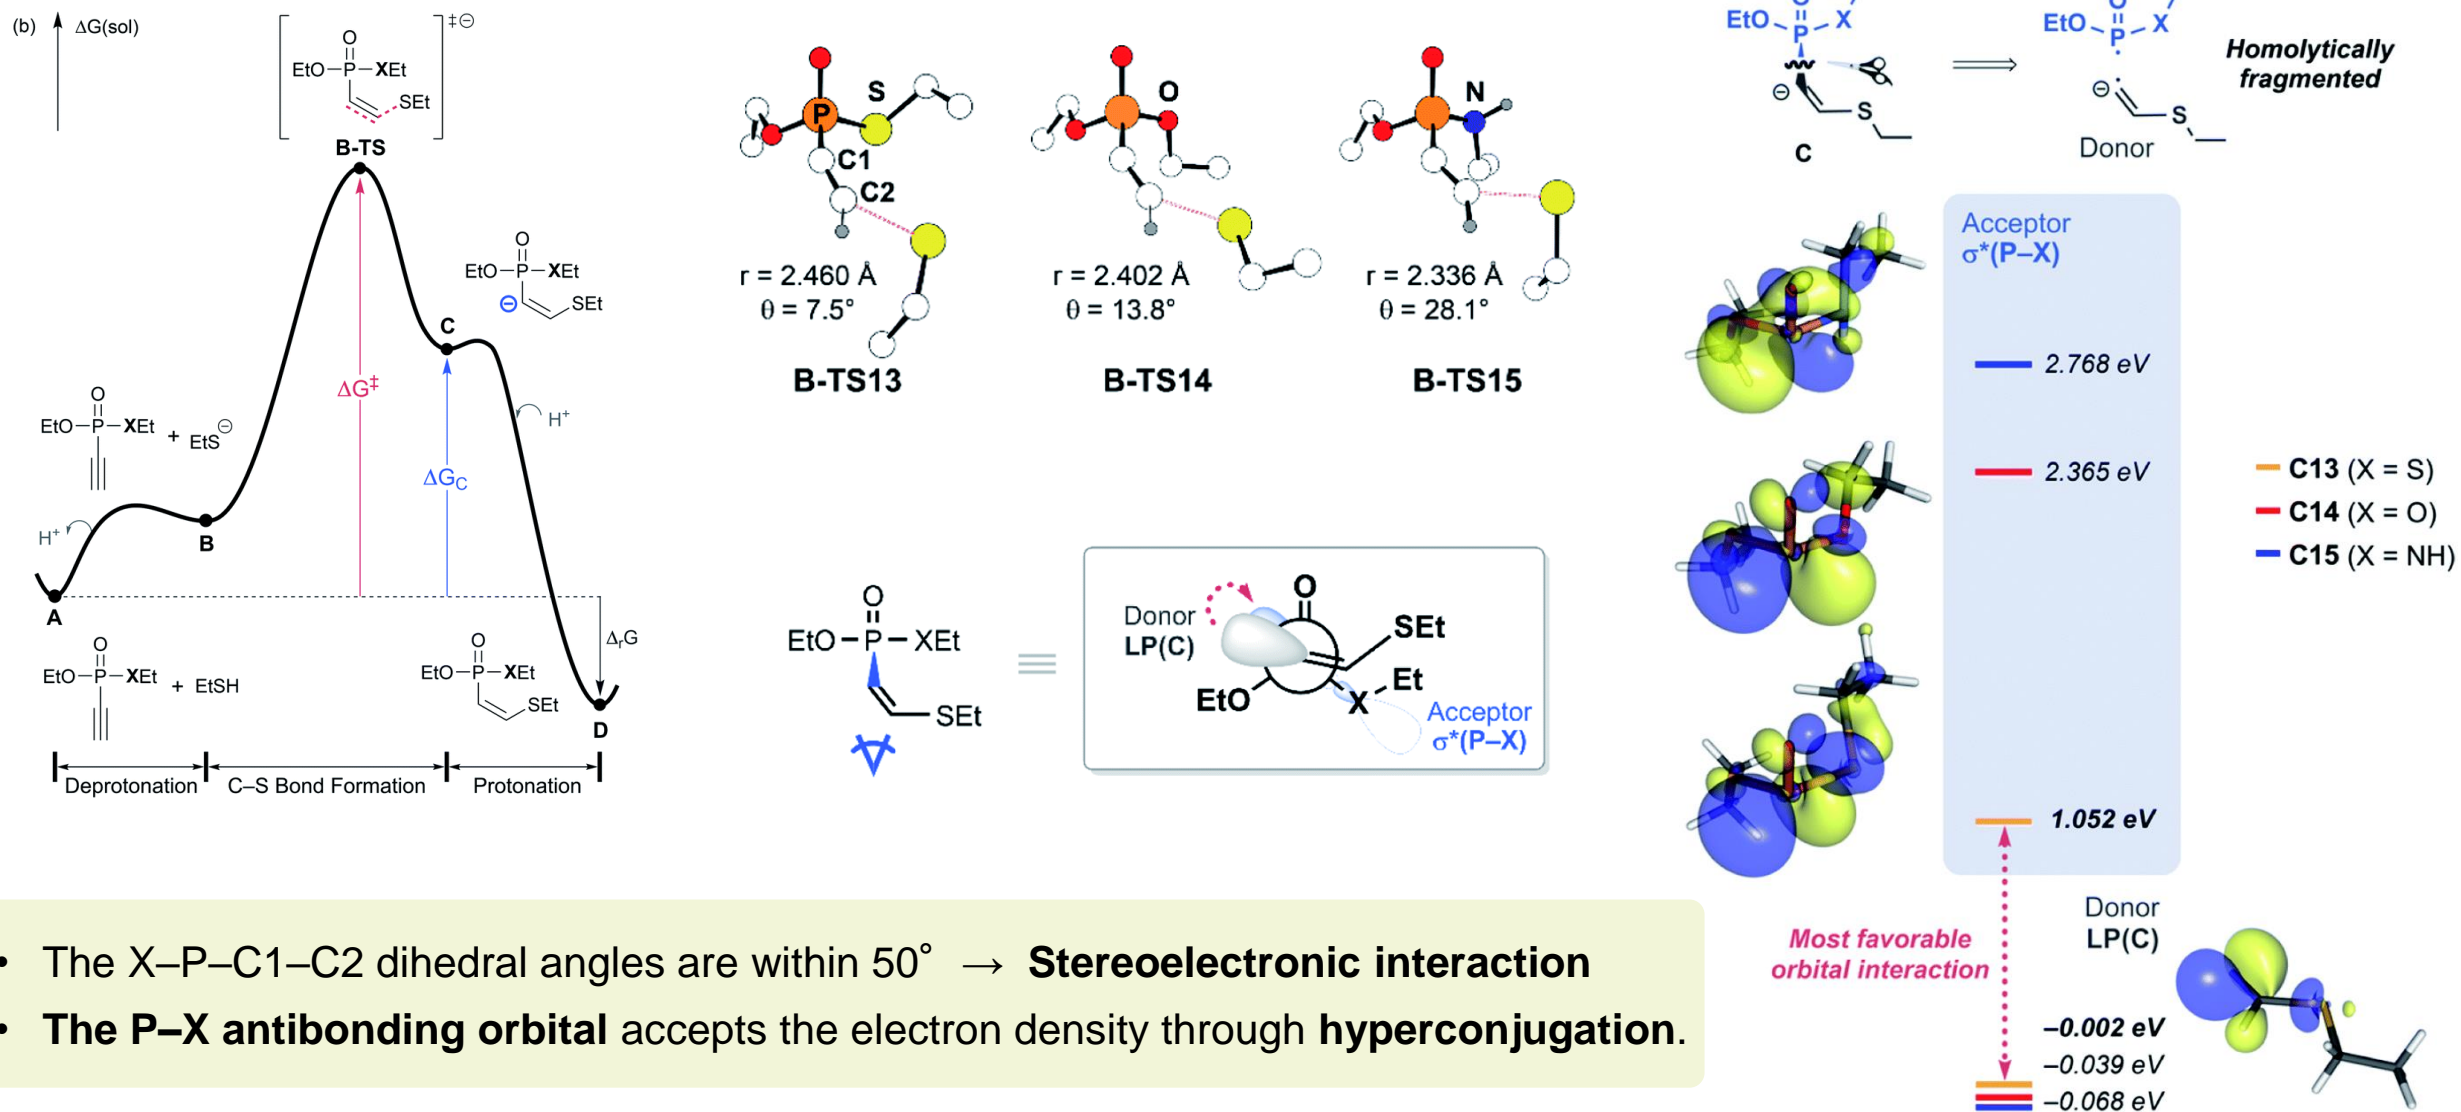 (b)
ΔG(sol)
‡⊖
O
EtO–P–XEt
SEt
B-TS
ΔG‡
C
O
EtO–P–XEt
⊖
SEt
ΔGC
H⁺
O
EtO–P–XEt
+ EtS⊖
H⁺
B
A
O
EtO–P–XEt
+ EtSH
O
EtO–P–XEt
SEt
ΔrG
D
Deprotonation
C–S Bond Formation
Protonation
P
S
C1
C2
r = 2.460 Å
θ = 7.5°
B-TS13
O
r = 2.402 Å
θ = 13.8°
B-TS14
N
r = 2.336 Å
θ = 28.1°
B-TS15
O
EtO–P–XEt
SEt
Donor
LP(C)
O
SEt
EtO
X
Et
Acceptor
σ*(P–X)
EtO
P
X
⊖
S
C
EtO
P
X
⊖
S
Donor
Homolytically
fragmented
Acceptor
σ*(P–X)
2.768 eV
2.365 eV
1.052 eV
C13 (X = S)
C14 (X = O)
C15 (X = NH)
Most favorable
orbital interaction
Donor
LP(C)
–0.002 eV
–0.039 eV
–0.068 eV
• The X–P–C1–C2 dihedral angles are within 50° → Stereoelectronic interaction
• The P–X antibonding orbital accepts the electron density through hyperconjugation.